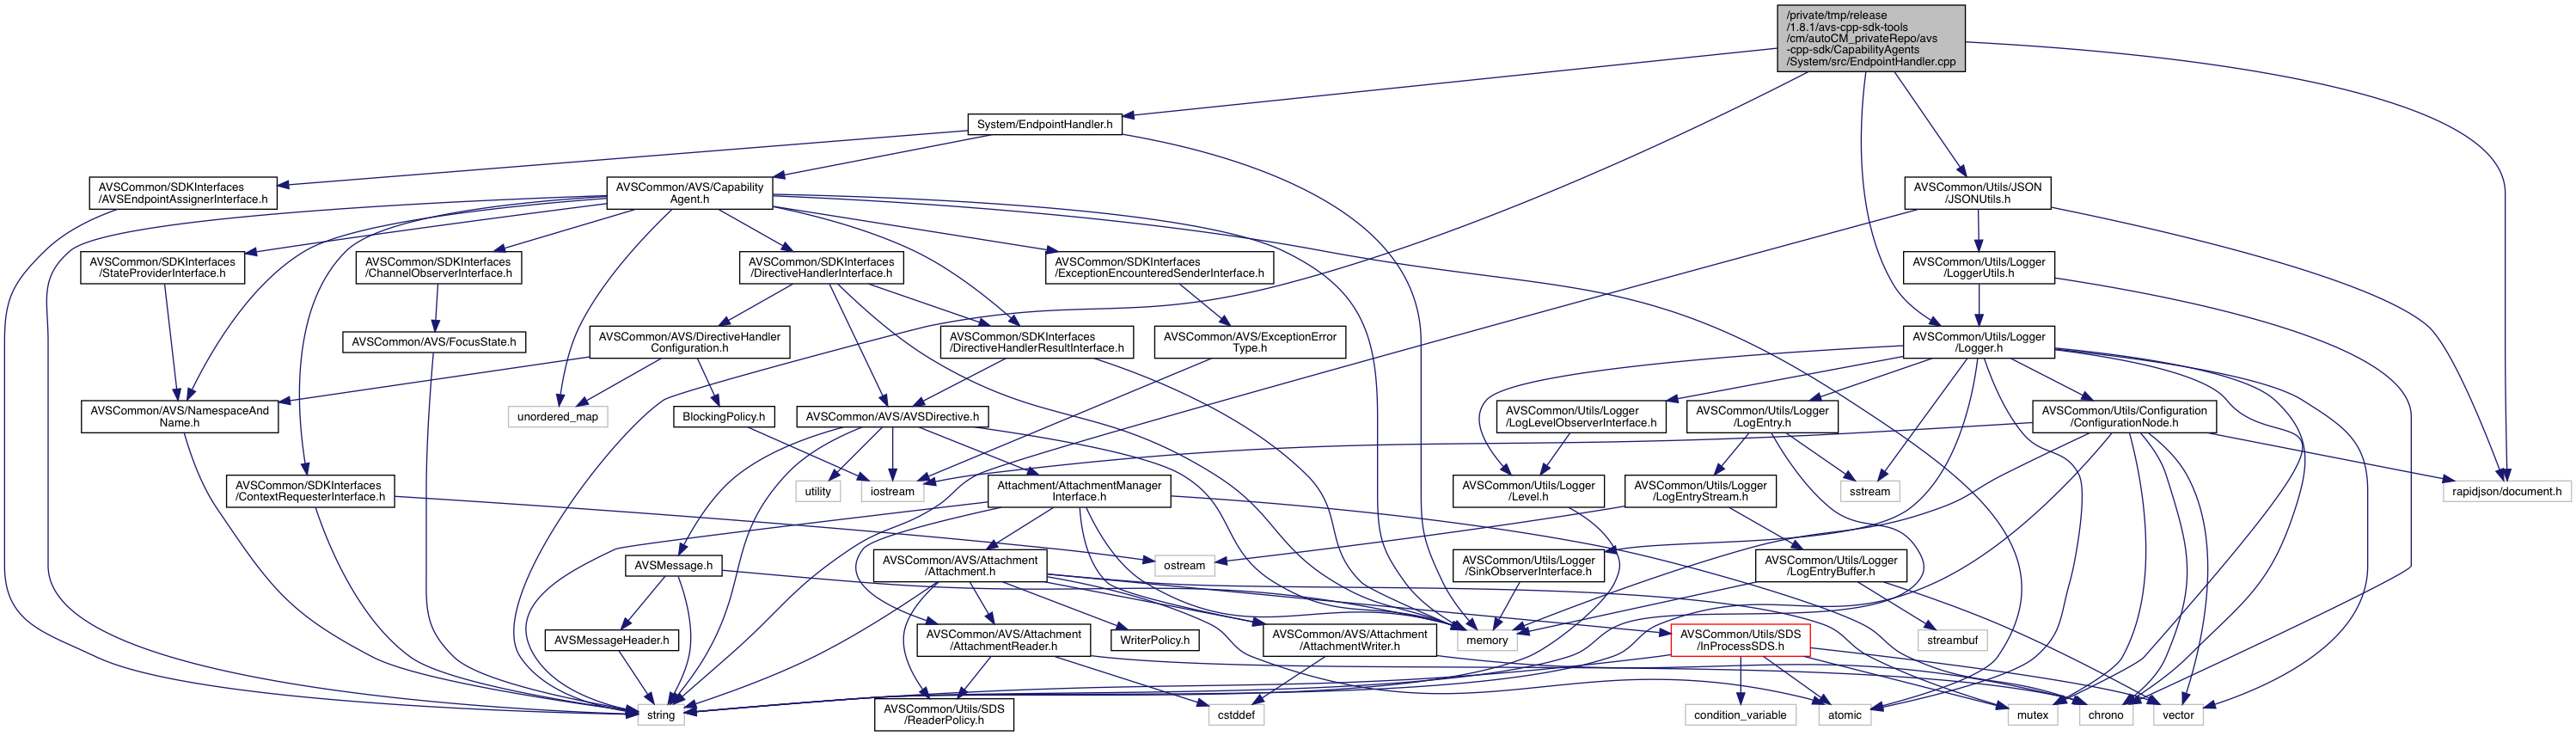 /private/tmp/release
/1.8.1/avs-cpp-sdk-tools
/cm/autoCM_privateRepo/avs
-cpp-sdk/CapabilityAgents
/System/src/EndpointHandler.cpp
System/EndpointHandler.h
AVSCommon/SDKInterfaces
/AVSEndpointAssignerInterface.h
AVSCommon/AVS/Capability
Agent.h
AVSCommon/Utils/JSON
/JSONUtils.h
AVSCommon/SDKInterfaces
/StateProviderInterface.h
AVSCommon/SDKInterfaces
/ChannelObserverInterface.h
AVSCommon/SDKInterfaces
/DirectiveHandlerInterface.h
AVSCommon/SDKInterfaces
/ExceptionEncounteredSenderInterface.h
AVSCommon/Utils/Logger
/LoggerUtils.h
AVSCommon/AVS/FocusState.h
AVSCommon/AVS/DirectiveHandler
Configuration.h
AVSCommon/SDKInterfaces
/DirectiveHandlerResultInterface.h
AVSCommon/AVS/ExceptionError
Type.h
AVSCommon/Utils/Logger
/Logger.h
AVSCommon/AVS/NamespaceAnd
Name.h
unordered_map
BlockingPolicy.h
AVSCommon/AVS/AVSDirective.h
AVSCommon/Utils/Logger
/LogLevelObserverInterface.h
AVSCommon/Utils/Logger
/LogEntry.h
AVSCommon/Utils/Configuration
/ConfigurationNode.h
AVSCommon/SDKInterfaces
/ContextRequesterInterface.h
utility
iostream
Attachment/AttachmentManager
Interface.h
AVSCommon/Utils/Logger
/Level.h
AVSCommon/Utils/Logger
/LogEntryStream.h
sstream
rapidjson/document.h
AVSMessage.h
AVSCommon/AVS/Attachment
/Attachment.h
ostream
AVSCommon/Utils/Logger
/SinkObserverInterface.h
AVSCommon/Utils/Logger
/LogEntryBuffer.h
AVSMessageHeader.h
AVSCommon/AVS/Attachment
/AttachmentReader.h
WriterPolicy.h
AVSCommon/AVS/Attachment
/AttachmentWriter.h
memory
AVSCommon/Utils/SDS
/InProcessSDS.h
streambuf
string
AVSCommon/Utils/SDS
/ReaderPolicy.h
cstddef
condition_variable
atomic
mutex
chrono
vector